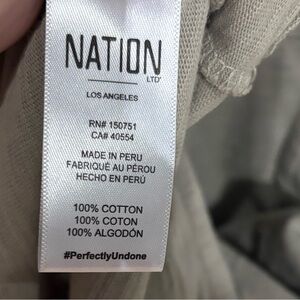 NATION
LTD
LOS ANGELES
RN# 150751
CA# 40554
MADE IN PERU
FABRIQUÉ AU PÉROU
HECHO EN PERÚ
100% COTTON
100% COTON
100% ALGODÓN
#PerfectlyUndone